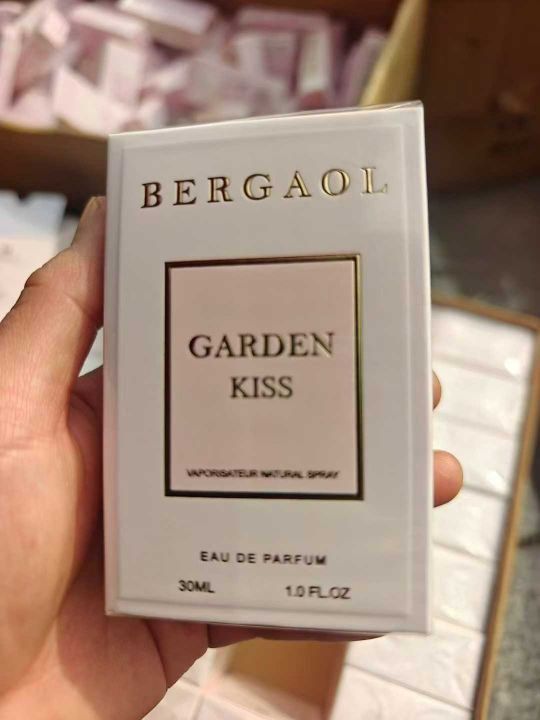 BERGAOL
GARDEN
KISS
VAPORISATEUR NATURAL SPRAY
EAU DE PARFUM
30ML 1.0 FL.OZ